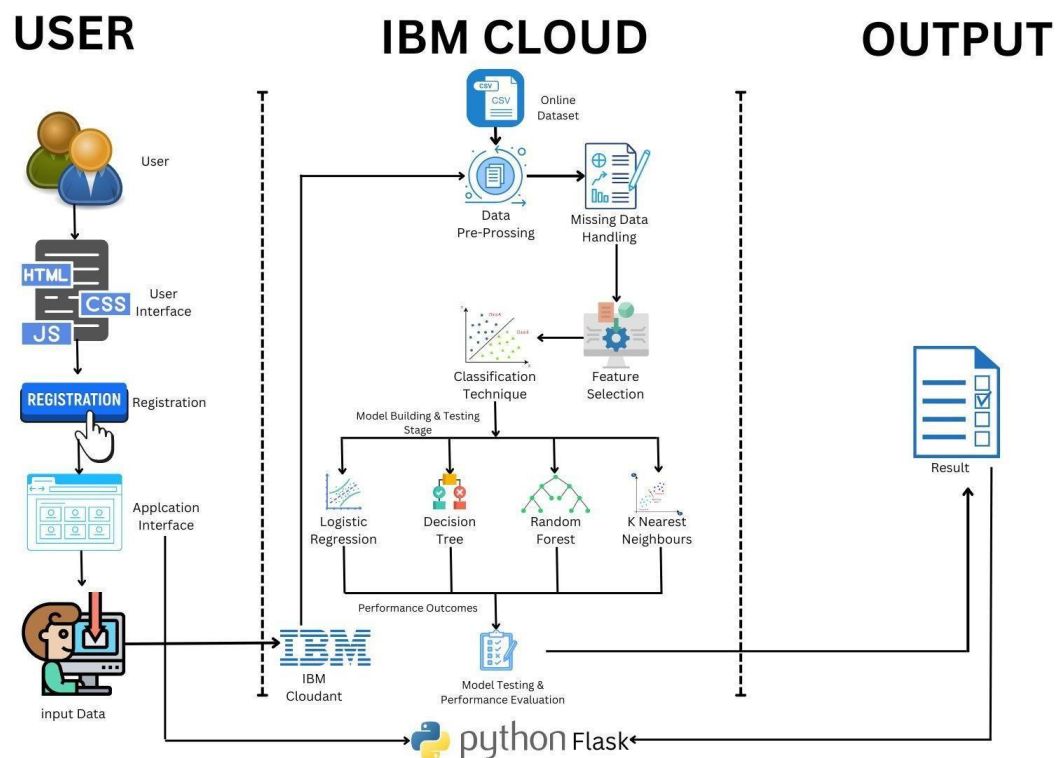 USER
IBM CLOUD
OUTPUT
CSV
CSV
Online
Dataset
User
Data
Pre-Prossing
Missing Data
Handling
HTML
CSS
JS
User
Interface
Class A
Class B
Classification
Technique
Feature
Selection
REGISTRATION
Registration
Model Building & Testing
Stage
Result
Applcation
Interface
Logistic
Regression
Decision
Tree
Random
Forest
K Nearest
Neighbours
Performance Outcomes
IBM
IBM
Cloudant
Model Testing &
Performance Evaluation
input Data
python Flask